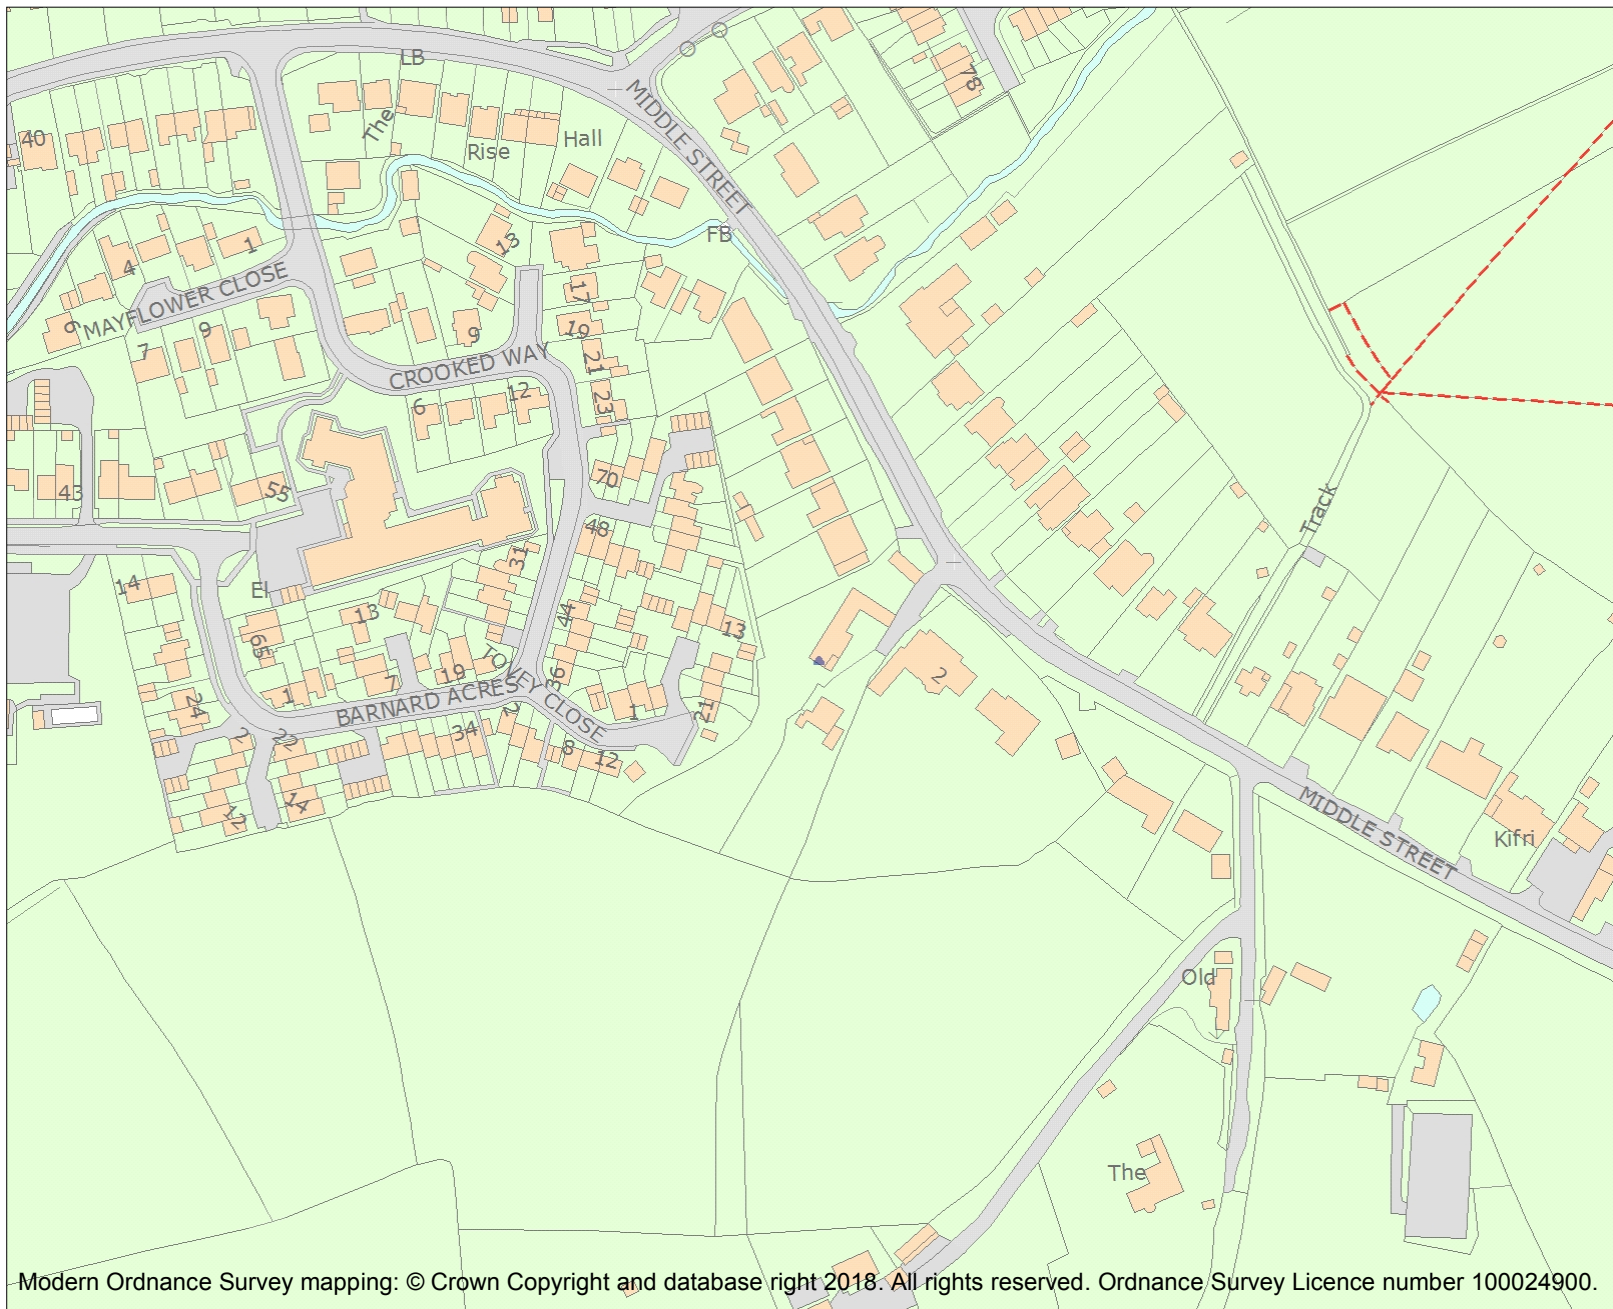 LB
MIDDLE STREET
78
The
40
Rise
Hall
FB
13
1
4
MAYFLOWER CLOSE
17
6
9
7
9
19
21
CROOKED WAY
12
6
23
70
43
55
48
Track
31
14
El
13
44
13
65
TOVEY CLOSE
2
19
36
7
1
BARNARD ACRES
24
1
21
2
34
2
22
8
12
14
12
MIDDLE STREET
Kifri
Old
The
Modern Ordnance Survey mapping: © Crown Copyright and database right 2018. All rights reserved. Ordnance Survey Licence number 100024900.